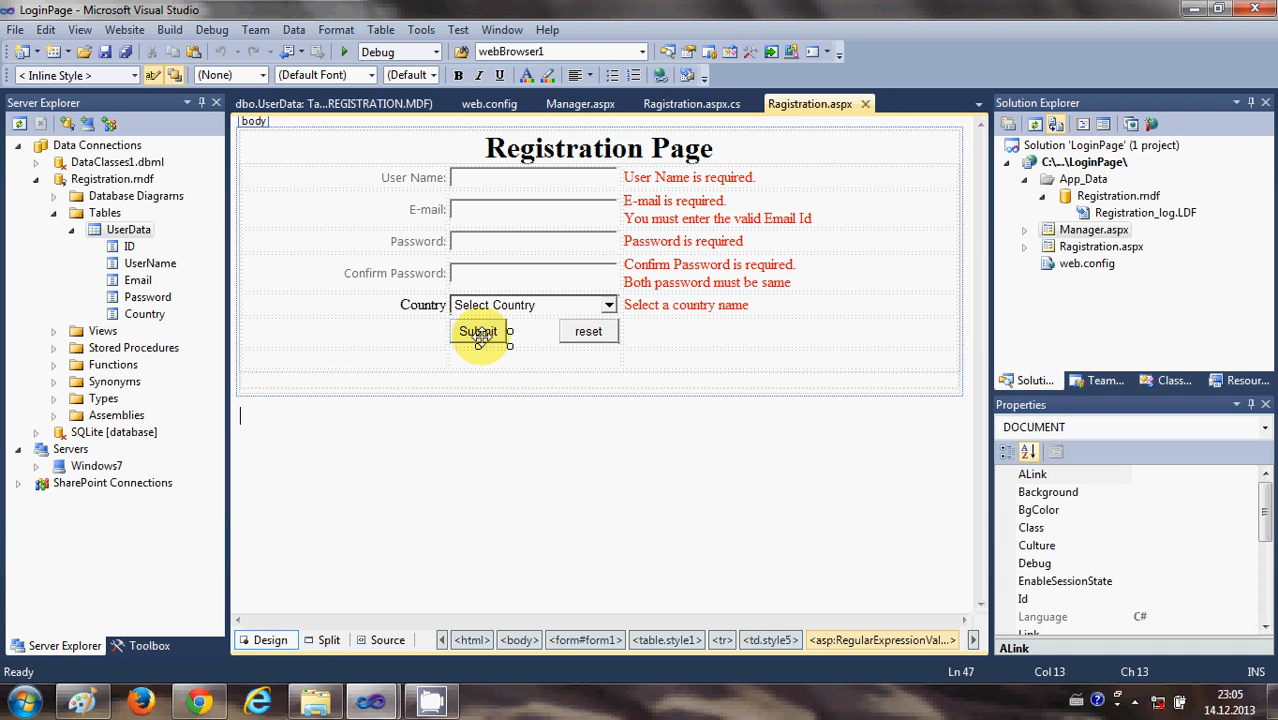 LoginPage - Microsoft Visual Studio
File Edit View Website Build Debug Team Data Format Table Tools Test Window Help
Debug webBrowser1
< Inline Style > (None) (Default Font) (Default B I U A
Server Explorer
dbo.UserData: Ta...REGISTRATION.MDF) web.config Manager.aspx Ragistration.aspx.cs Ragistration.aspx
Solution Explorer
body
Data Connections
DataClasses1.dbml
Registration.mdf
Database Diagrams
Tables
UserData
ID
UserName
Email
Password
Country
Views
Stored Procedures
Functions
Synonyms
Types
Assemblies
SQLite [database]
Servers
Windows7
SharePoint Connections
Server Explorer Toolbox
Registration Page
User Name: User Name is required.
E-mail: E-mail is required.
You must enter the valid Email Id
Password: Password is required
Confirm Password: Confirm Password is required.
Both password must be same
Country Select Country Select a country name
Submit reset
Design Split Source <html> <body> <form#form1> <table.style1> <tr> <td.style5> <asp:RegularExpressionVal...>
Solution 'LoginPage' (1 project)
C:\...\LoginPage\
App_Data
Registration.mdf
Registration_log.LDF
Manager.aspx
Ragistration.aspx
web.config
Soluti... Team... Class... Resour...
Properties
DOCUMENT
ALink
Background
BgColor
Class
Culture
Debug
EnableSessionState
Id
Language C#
Link
ALink
Ready Ln 47 Col 13 Ch 13 INS
23:05
14.12.2013